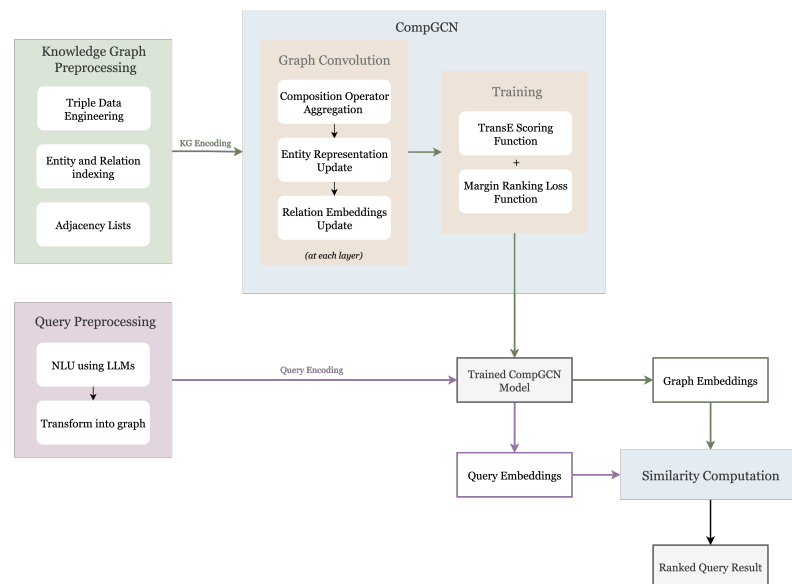 CompGCN
Knowledge Graph
Preprocessing
Triple Data
Engineering
Entity and Relation
indexing
Adjacency Lists
KG Encoding
Graph Convolution
Composition Operator
Aggregation
Entity Representation
Update
Relation Embeddings
Update
(at each layer)
Training
TransE Scoring
Function
+
Margin Ranking Loss
Function
Query Preprocessing
NLU using LLMs
Transform into graph
Query Encoding
Trained CompGCN
Model
Graph Embeddings
Query Embeddings
Similarity Computation
Ranked Query Result